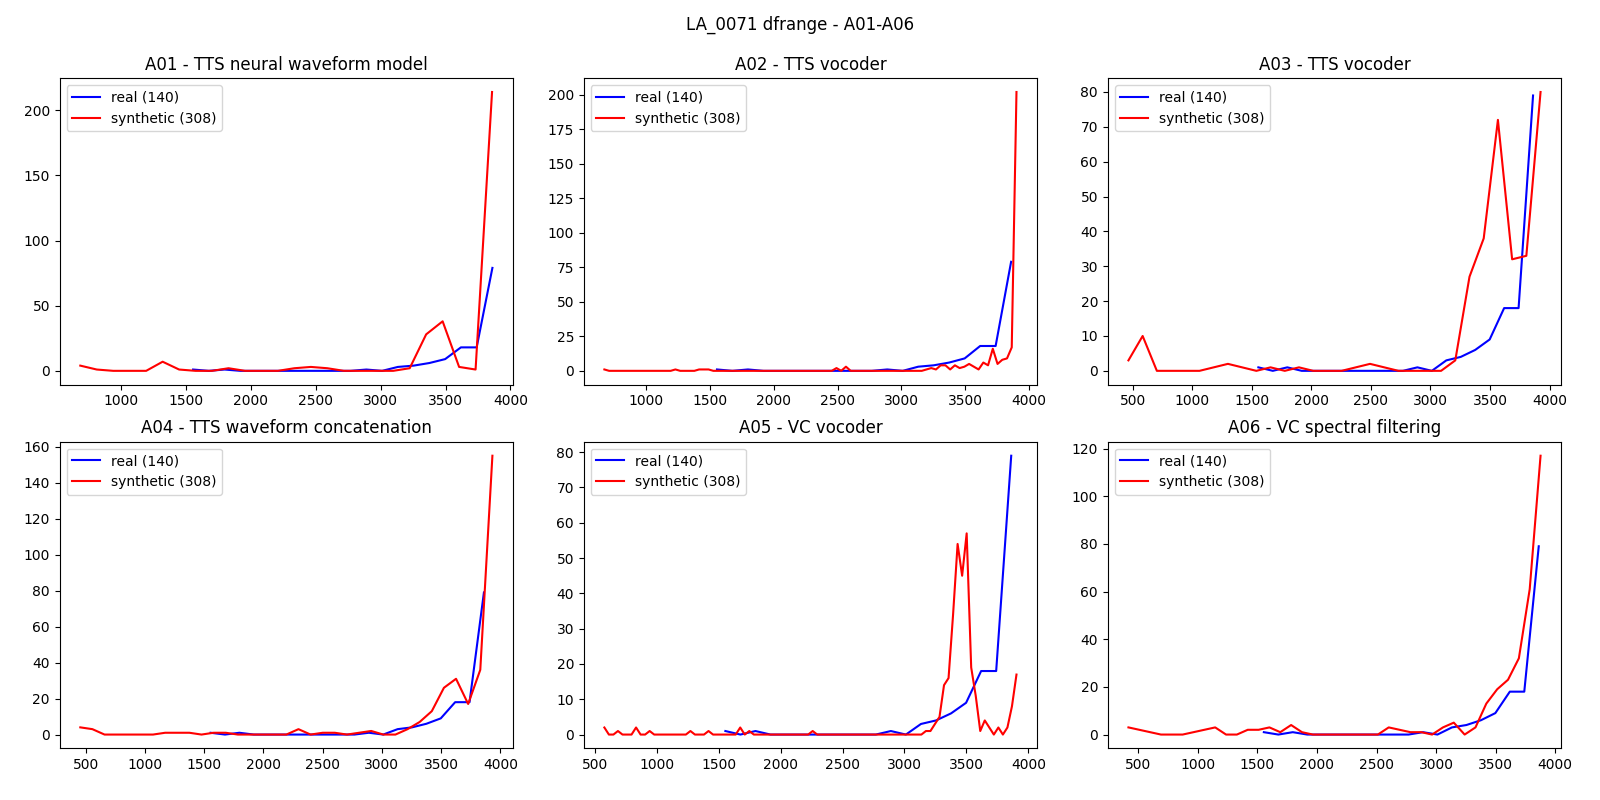 LA_0071 dfrange - A01-A06
A01 - TTS neural waveform model
real (140)
synthetic (308)
200
150
100
50
0
1000 1500 2000 2500 3000 3500 4000
A02 - TTS vocoder
real (140)
synthetic (308)
200
175
150
125
100
75
50
25
0
1000 1500 2000 2500 3000 3500 4000
A03 - TTS vocoder
real (140)
synthetic (308)
80
70
60
50
40
30
20
10
0
500 1000 1500 2000 2500 3000 3500 4000
A04 - TTS waveform concatenation
real (140)
synthetic (308)
160
140
120
100
80
60
40
20
0
500 1000 1500 2000 2500 3000 3500 4000
A05 - VC vocoder
real (140)
synthetic (308)
80
70
60
50
40
30
20
10
0
500 1000 1500 2000 2500 3000 3500 4000
A06 - VC spectral filtering
real (140)
synthetic (308)
120
100
80
60
40
20
0
500 1000 1500 2000 2500 3000 3500 4000